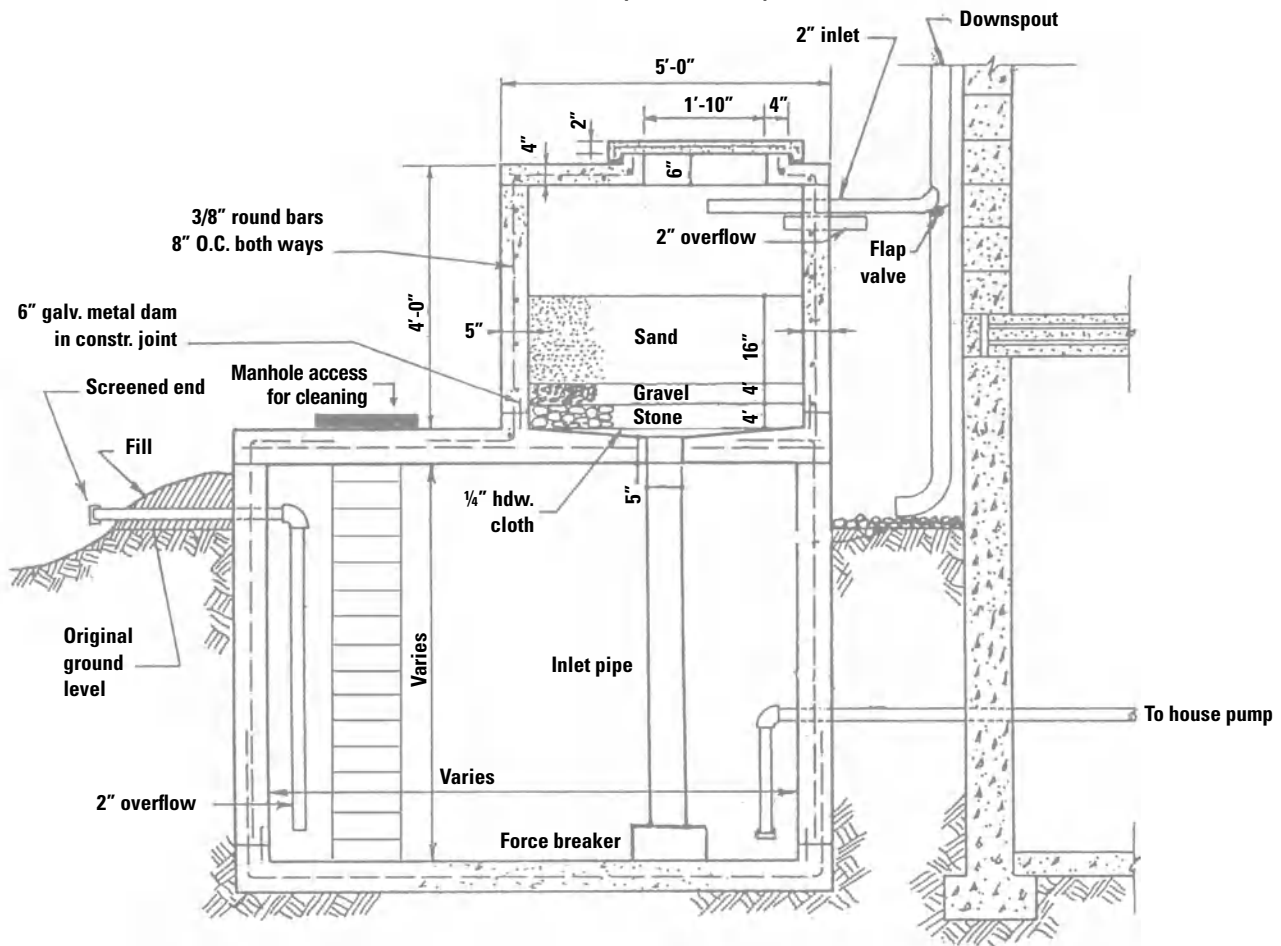 Downspout
2” inlet
5’-0”
1’-10”
4”
2”
4”
6”
3/8” round bars
8” O.C. both ways
2” overflow
Flap
valve
6” galv. metal dam
in constr. joint
4’-0”
5”
Sand
16”
Screened end
Manhole access
for cleaning
Gravel
4’
Stone
4’
Fill
¼” hdw.
cloth
5”
Original
ground
level
Varies
Inlet pipe
To house pump
Varies
2” overflow
Force breaker